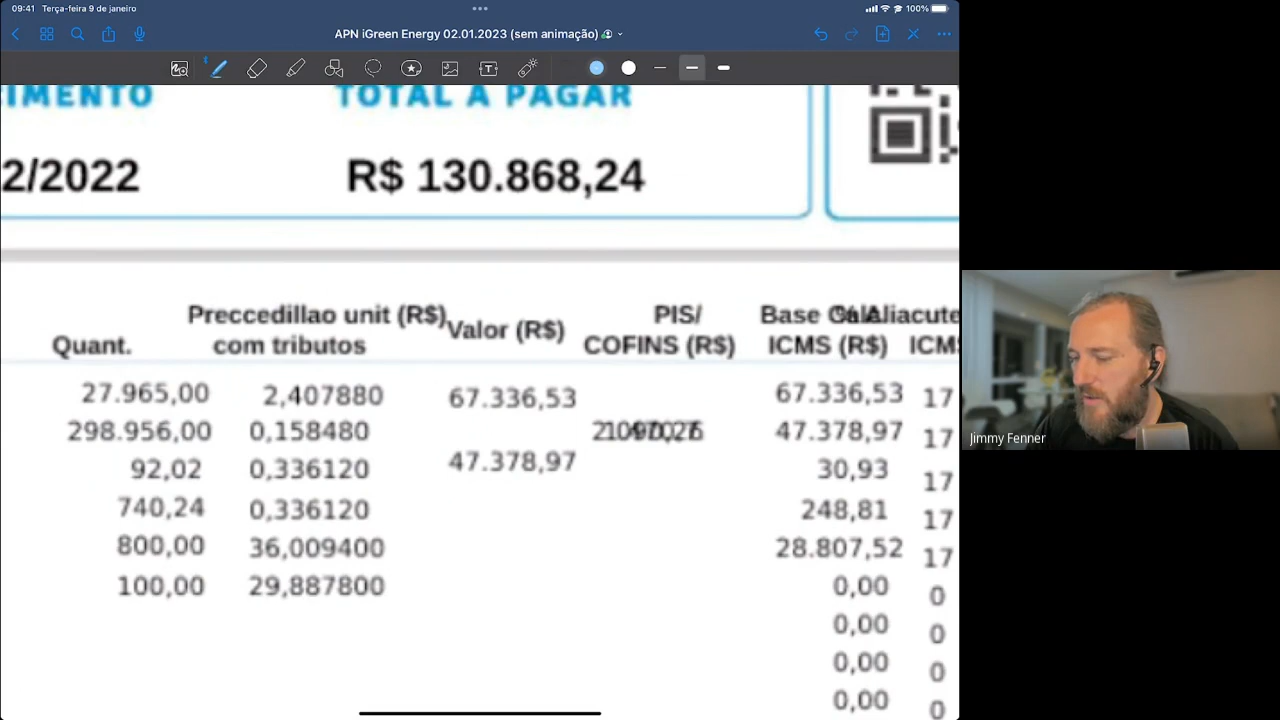 09:41 Terça-feira 9 de janeiro
100%
APN iGreen Energy 02.01.2023 (sem animação)
CIMENTO TOTAL A PAGAR
2/2022 R$ 130.868,24
Preccedillao unit (R$) Valor (R$) PIS/ Base Aliacute
Quant. com tributos COFINS (R$) ICMS (R$) ICMS
27.965,00 2,407880 67.336,53 67.336,53 17
298.956,00 0,158480 47.378,97 17
92,02 0,336120 47.378,97 30,93 17
740,24 0,336120 248,81 17
800,00 36,009400 28.807,52 17
100,00 29,887800 0,00 0
0,00 0
0,00 0
0,00 0
Jimmy Fenner